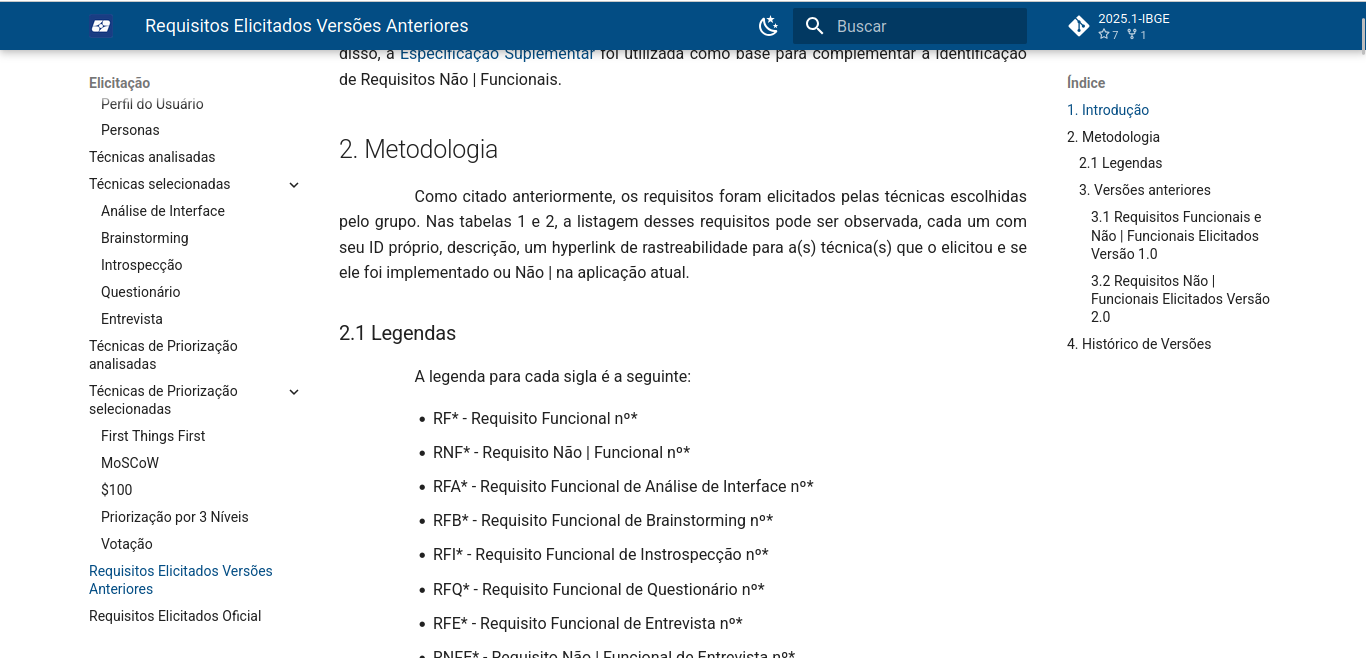 Requisitos Elicitados Versões Anteriores
Buscar
2025.1-IBGE
7 1
Elicitação
Perfil do Usuário
Personas
Técnicas analisadas
Técnicas selecionadas
Análise de Interface
Brainstorming
Introspecção
Questionário
Entrevista
Técnicas de Priorização
analisadas
Técnicas de Priorização
selecionadas
First Things First
MoSCoW
$100
Priorização por 3 Níveis
Votação
Requisitos Elicitados Versões
Anteriores
Requisitos Elicitados Oficial
disso, a Especificação Suplementar foi utilizada como base para complementar a identificação
de Requisitos Não | Funcionais.
2. Metodologia
Como citado anteriormente, os requisitos foram elicitados pelas técnicas escolhidas
pelo grupo. Nas tabelas 1 e 2, a listagem desses requisitos pode ser observada, cada um com
seu ID próprio, descrição, um hyperlink de rastreabilidade para a(s) técnica(s) que o elicitou e se
ele foi implementado ou Não | na aplicação atual.
2.1 Legendas
A legenda para cada sigla é a seguinte:
• RF* - Requisito Funcional nº*
• RNF* - Requisito Não | Funcional nº*
• RFA* - Requisito Funcional de Análise de Interface nº*
• RFB* - Requisito Funcional de Brainstorming nº*
• RFI* - Requisito Funcional de Instrospecção nº*
• RFQ* - Requisito Funcional de Questionário nº*
• RFE* - Requisito Funcional de Entrevista nº*
• RNFE* - Requisito Não | Funcional de Entrevista nº*
Índice
1. Introdução
2. Metodologia
2.1 Legendas
3. Versões anteriores
3.1 Requisitos Funcionais e
Não | Funcionais Elicitados
Versão 1.0
3.2 Requisitos Não |
Funcionais Elicitados Versão
2.0
4. Histórico de Versões